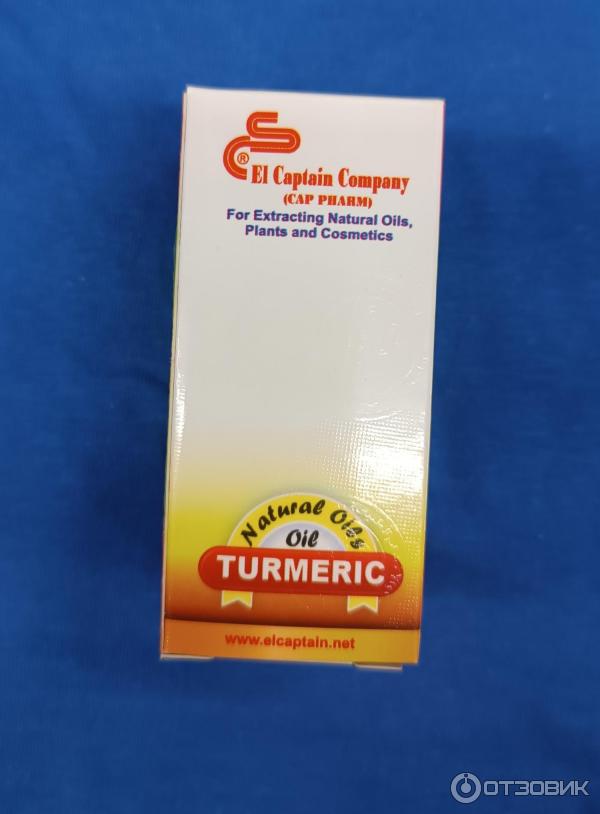 ®
El Captain Company
(CAP PHARM)
For Extracting Natural Oils,
Plants and Cosmetics
Natural Oils
Oil
TURMERIC
www.elcaptain.net
ОТЗОВИК